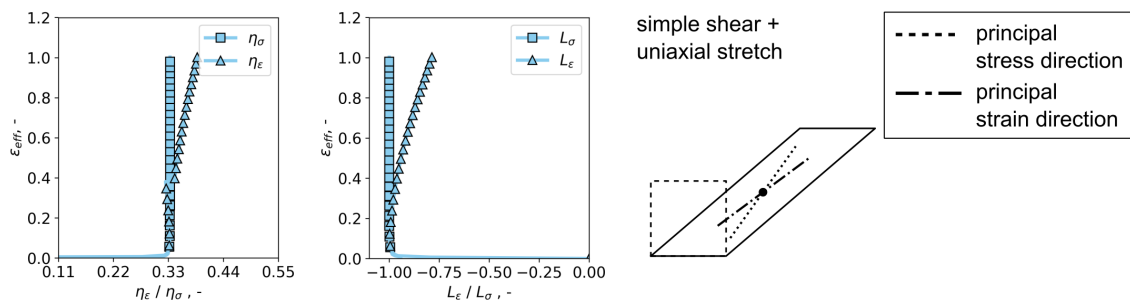 1.2
1.0
0.8
0.6
0.4
0.2
0.0
ε_eff, -
0.11 0.22 0.33 0.44 0.55
η_ε / η_σ , -
η_σ
η_ε
1.2
1.0
0.8
0.6
0.4
0.2
0.0
ε_eff, -
−1.00 −0.75 −0.50 −0.25 0.00
L_ε / L_σ , -
L_σ
L_ε
simple shear +
uniaxial stretch
principal
stress direction
principal
strain direction